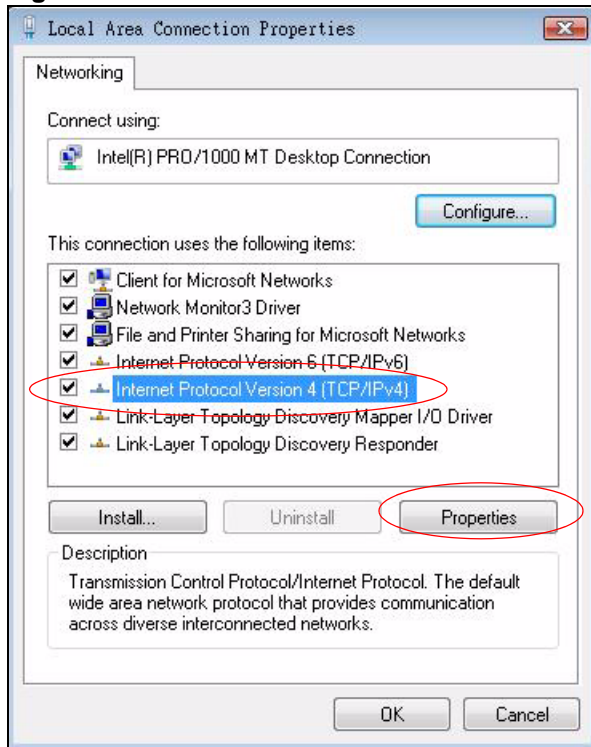 Local Area Connection Properties
Networking
Connect using:
Intel(R) PRO/1000 MT Desktop Connection
Configure...
This connection uses the following items:
Client for Microsoft Networks
Network Monitor3 Driver
File and Printer Sharing for Microsoft Networks
Internet Protocol Version 6 (TCP/IPv6)
Internet Protocol Version 4 (TCP/IPv4)
Link-Layer Topology Discovery Mapper I/O Driver
Link-Layer Topology Discovery Responder
Install... Uninstall Properties
Description
Transmission Control Protocol/Internet Protocol. The default
wide area network protocol that provides communication
across diverse interconnected networks.
OK Cancel